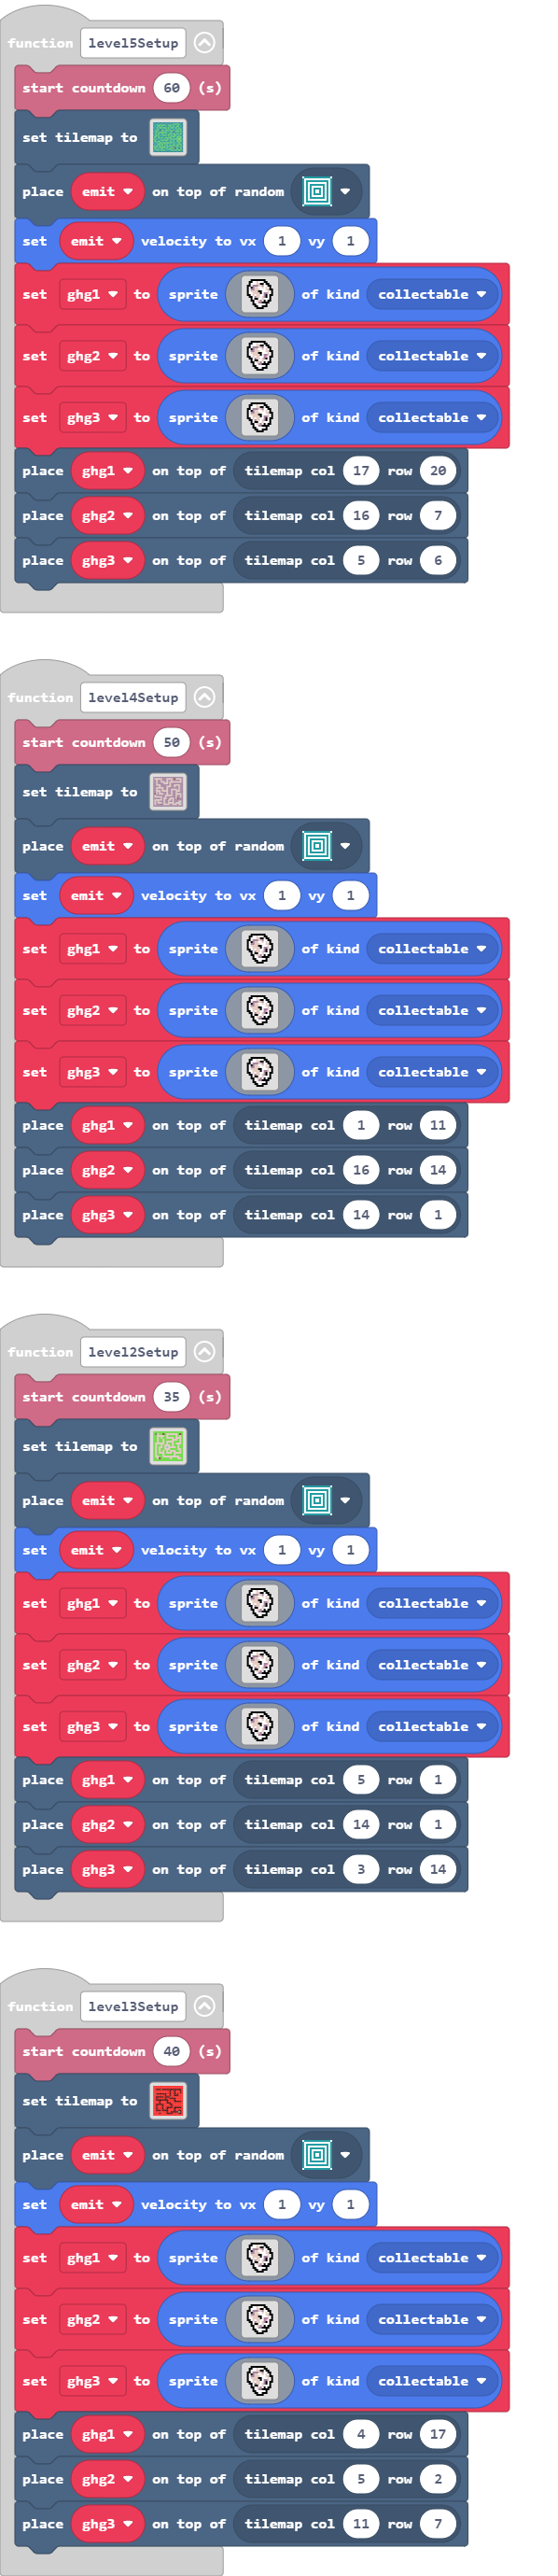 function level5Setup
start countdown 60 (s)
set tilemap to
place emit on top of random
set emit velocity to vx 1 vy 1
set ghg1 to sprite of kind collectable
set ghg2 to sprite of kind collectable
set ghg3 to sprite of kind collectable
place ghg1 on top of tilemap col 17 row 20
place ghg2 on top of tilemap col 16 row 7
place ghg3 on top of tilemap col 5 row 6
function level4Setup
start countdown 50 (s)
set tilemap to
place emit on top of random
set emit velocity to vx 1 vy 1
set ghg1 to sprite of kind collectable
set ghg2 to sprite of kind collectable
set ghg3 to sprite of kind collectable
place ghg1 on top of tilemap col 1 row 11
place ghg2 on top of tilemap col 16 row 14
place ghg3 on top of tilemap col 14 row 1
function level2Setup
start countdown 35 (s)
set tilemap to
place emit on top of random
set emit velocity to vx 1 vy 1
set ghg1 to sprite of kind collectable
set ghg2 to sprite of kind collectable
set ghg3 to sprite of kind collectable
place ghg1 on top of tilemap col 5 row 1
place ghg2 on top of tilemap col 14 row 1
place ghg3 on top of tilemap col 3 row 14
function level3Setup
start countdown 40 (s)
set tilemap to
place emit on top of random
set emit velocity to vx 1 vy 1
set ghg1 to sprite of kind collectable
set ghg2 to sprite of kind collectable
set ghg3 to sprite of kind collectable
place ghg1 on top of tilemap col 4 row 17
place ghg2 on top of tilemap col 5 row 2
place ghg3 on top of tilemap col 11 row 7